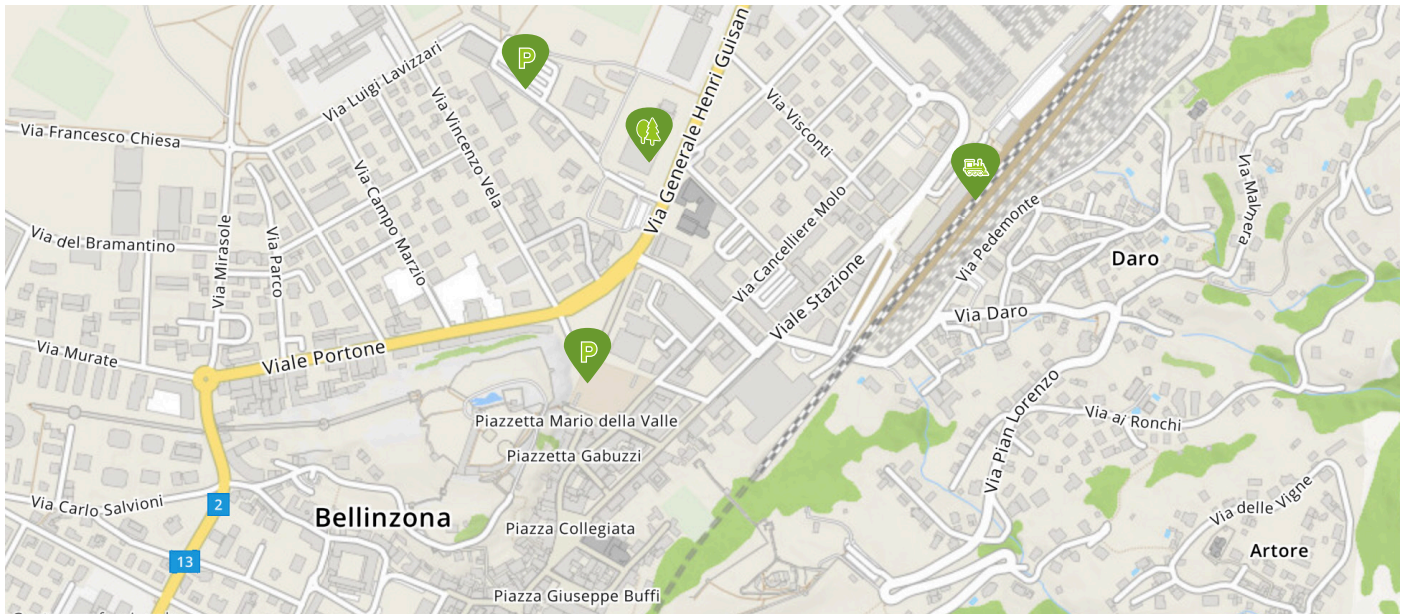 P
Via Generale Henri Guisan
Via Luigi Lavizzari
Via Vincenzo Vela
Via Visconti
Via Francesco Chiesa
Via Campo Marzio
Via Malmera
Via Cancelliere Molo
Via Pedemonte
Via del Bramantino
Via Mirasole
Via Parco
Daro
Viale Stazione
Via Daro
Via Murate
Viale Portone
P
Piazzetta Mario della Valle
Via Pian Lorenzo
Via ai Ronchi
Piazzetta Gabuzzi
Via Carlo Salvioni
2
Bellinzona
Piazza Collegiata
Via delle Vigne
Artore
13
Piazza Giuseppe Buffi